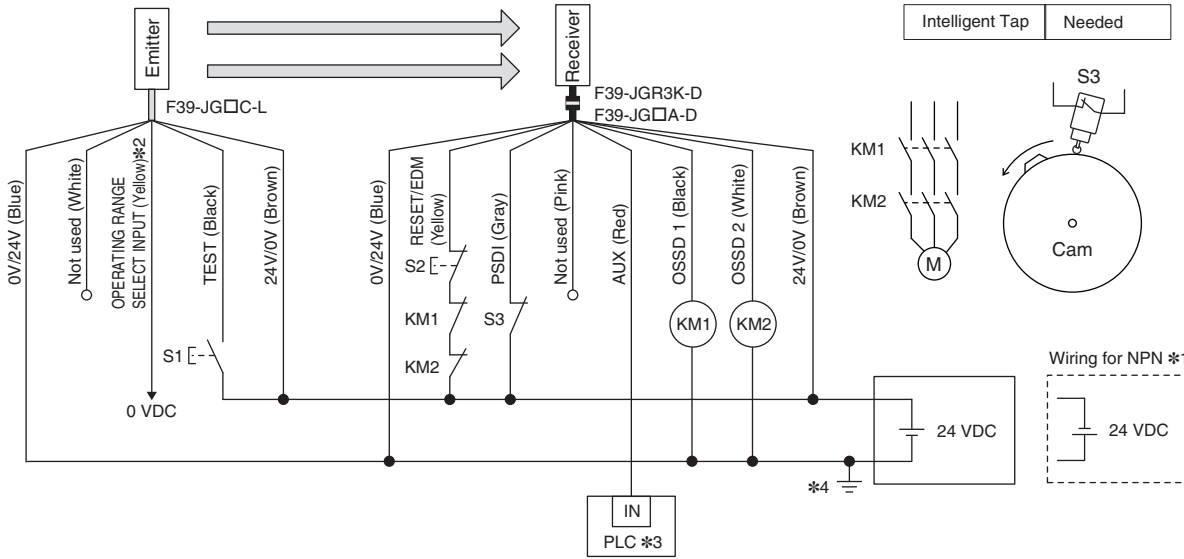 Emitter
Receiver
Intelligent Tap
Needed
F39-JG□C-L
F39-JGR3K-D
F39-JG□A-D
S3
KM1
KM2
M
Cam
0V/24V (Blue)
Not used (White)
OPERATING RANGE
SELECT INPUT (Yellow)✱2
TEST (Black)
24V/0V (Brown)
0V/24V (Blue)
RESET/EDM
(Yellow)
PSDI (Gray)
Not used (Pink)
AUX (Red)
OSSD 1 (Black)
OSSD 2 (White)
24V/0V (Brown)
S2
KM1
KM2
S3
KM1
KM2
S1
0 VDC
24 VDC
Wiring for NPN ✱1
24 VDC
✱4
IN
PLC ✱3